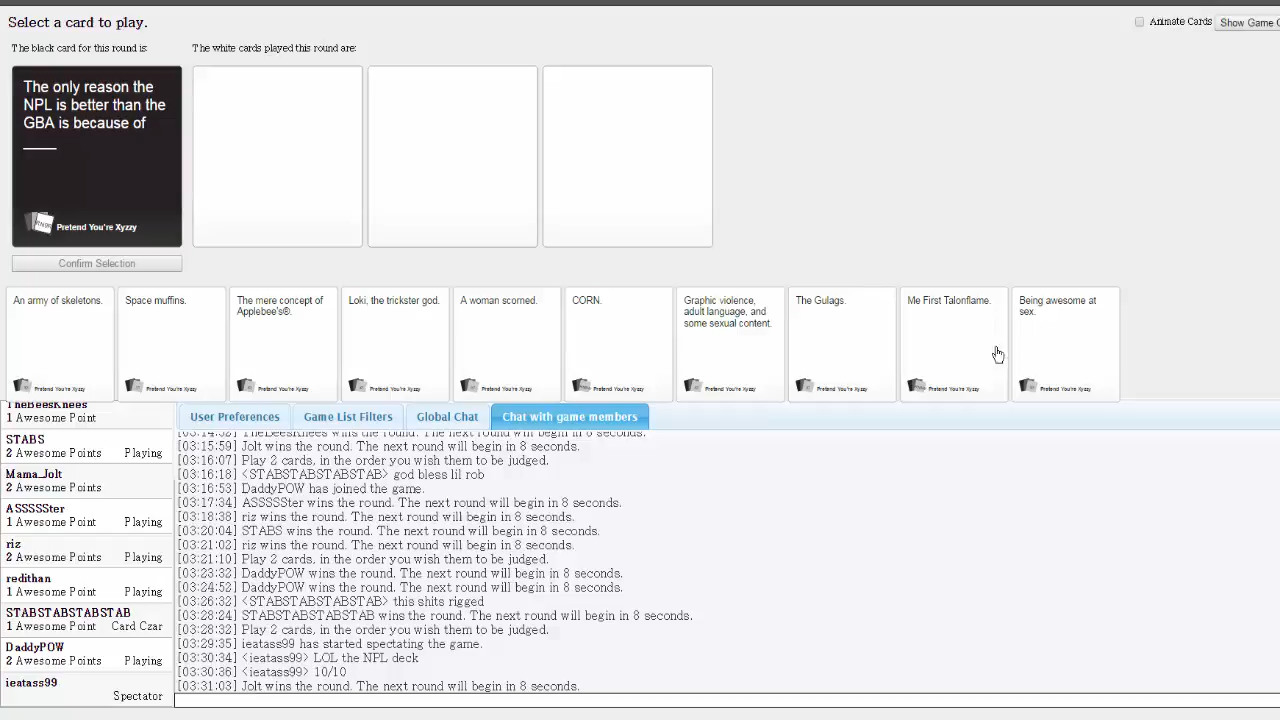 Select a card to play.
Animate Cards
Show Game
The black card for this round is:
The white cards played this round are:
The only reason the
NPL is better than the
GBA is because of
____
Pretend You're Xyzzy
Confirm Selection
An army of skeletons.
Pretend You're Xyzzy
Space muffins.
Pretend You're Xyzzy
The mere concept of
Applebee's®.
Pretend You're Xyzzy
Loki, the trickster god.
Pretend You're Xyzzy
A woman scorned.
Pretend You're Xyzzy
CORN.
Pretend You're Xyzzy
Graphic violence,
adult language, and
some sexual content.
Pretend You're Xyzzy
The Gulags.
Pretend You're Xyzzy
Me First Talonflame.
Pretend You're Xyzzy
Being awesome at
sex.
Pretend You're Xyzzy
TheBeesKnees
1 Awesome Point
STABS
2 Awesome Points Playing
Mama_Jolt
2 Awesome Points
ASSSSSter
1 Awesome Point Playing
riz
2 Awesome Points Playing
redithan
1 Awesome Point Playing
STABSTABSTABSTAB
1 Awesome Point Card Czar
DaddyPOW
2 Awesome Points Playing
ieatass99
Spectator
User Preferences
Game List Filters
Global Chat
Chat with game members
[03:14:52] TheBeesKnees wins the round. The next round will begin in 8 seconds.
[03:15:59] Jolt wins the round. The next round will begin in 8 seconds.
[03:16:07] Play 2 cards, in the order you wish them to be judged.
[03:16:18] <STABSTABSTABSTAB> god bless lil rob
[03:16:53] DaddyPOW has joined the game.
[03:17:34] ASSSSSter wins the round. The next round will begin in 8 seconds.
[03:18:38] riz wins the round. The next round will begin in 8 seconds.
[03:20:04] STABS wins the round. The next round will begin in 8 seconds.
[03:21:02] riz wins the round. The next round will begin in 8 seconds.
[03:21:10] Play 2 cards, in the order you wish them to be judged.
[03:23:32] DaddyPOW wins the round. The next round will begin in 8 seconds.
[03:24:52] DaddyPOW wins the round. The next round will begin in 8 seconds.
[03:26:32] <STABSTABSTABSTAB> this shits rigged
[03:28:24] STABSTABSTABSTAB wins the round. The next round will begin in 8 seconds.
[03:28:32] Play 2 cards, in the order you wish them to be judged.
[03:29:35] ieatass99 has started spectating the game.
[03:30:34] <ieatass99> LOL the NPL deck
[03:30:36] <ieatass99> 10/10
[03:31:03] Jolt wins the round. The next round will begin in 8 seconds.